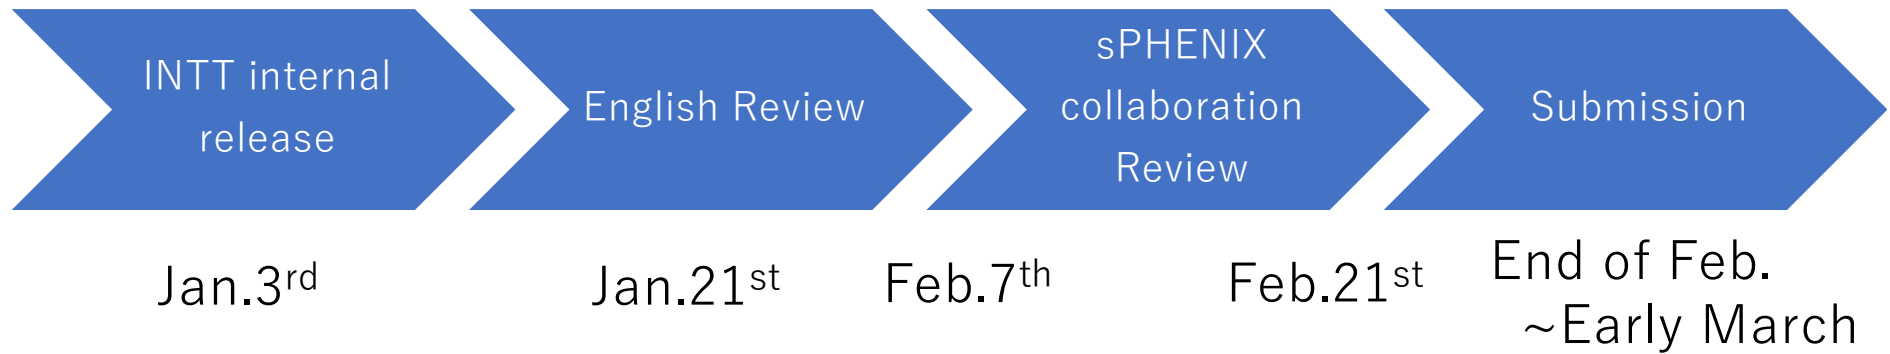 INTT internal
release
English Review
sPHENIX
collaboration
Review
Submission
Jan.3rd
Jan.21st
Feb.7th
Feb.21st
End of Feb.
~Early March